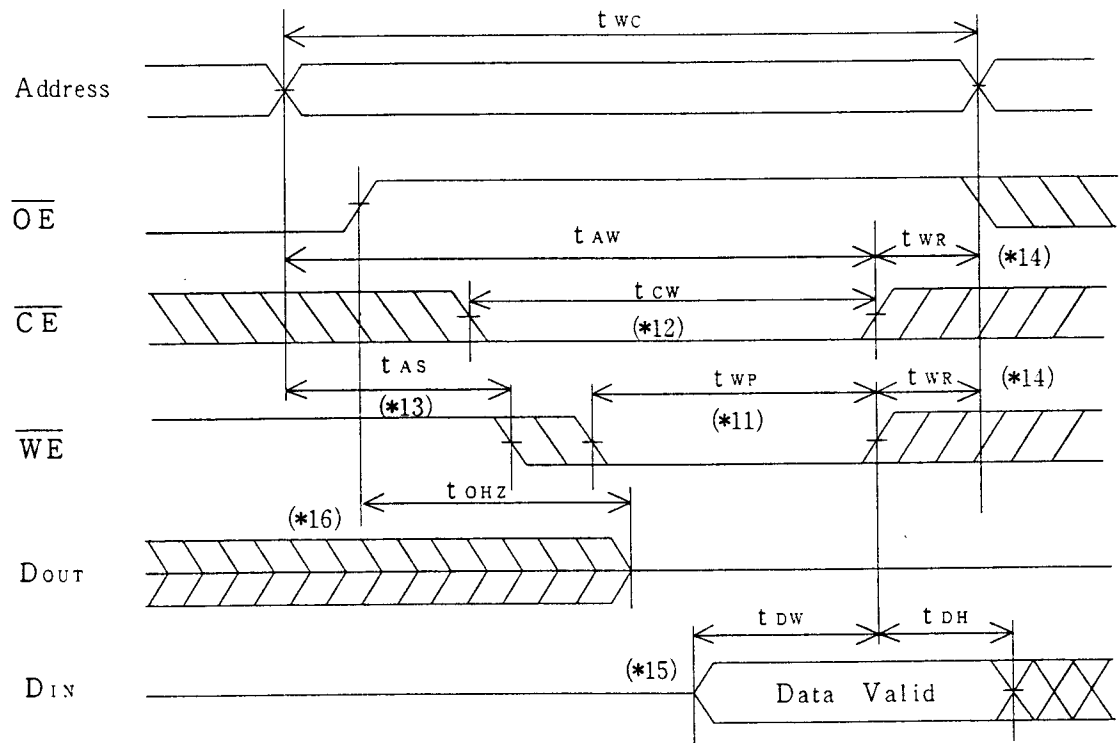 t WC
Address
OE
t AW
t WR
(*14)
CE
t CW
(*12)
t AS
(*13)
t WP
(*11)
t WR
(*14)
WE
t OHZ
(*16)
DOUT
t DW
t DH
(*15)
DIN
Data Valid